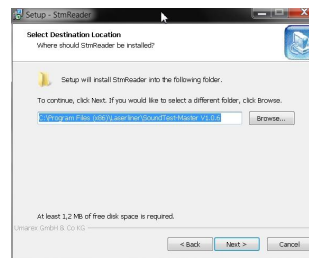 Setup - StmReader
Select Destination Location
Where should StmReader be installed?
Setup will install StmReader into the following folder.
To continue, click Next. If you would like to select a different folder, click Browse.
C:\Program Files (x86)\Laserliner\SoundTest-Master V1.0.6
Browse...
At least 1,2 MB of free disk space is required.
Umarex GmbH & Co KG
< Back
Next >
Cancel